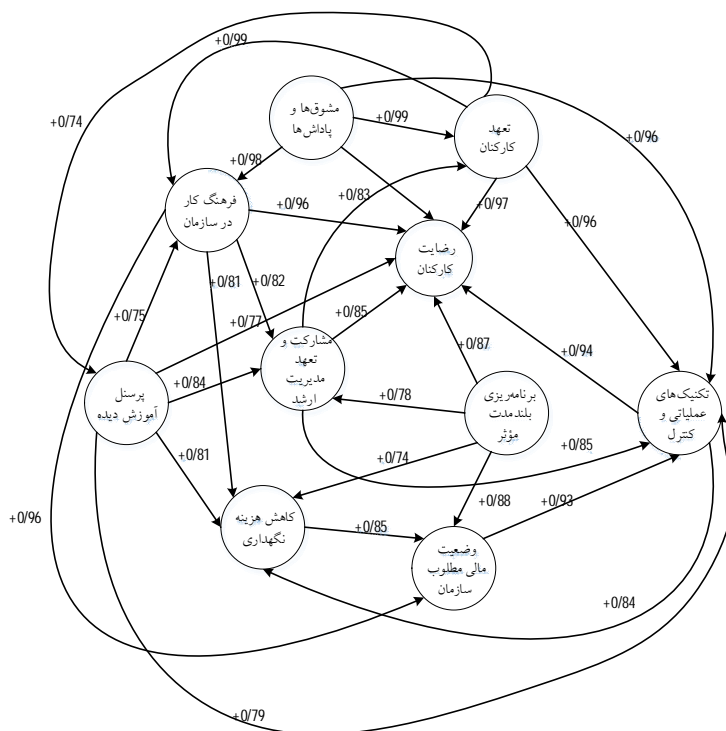 +0/99
+0/74
مشوق‌ها و
پاداش‌ها
+0/99
تعهد
کارکنان
+0/96
+0/98
فرهنگ کار
در سازمان
+0/96
+0/83
+0/97
+0/96
رضایت
کارکنان
+0/81
+0/82
+0/75
+0/77
+0/85
+0/87
+0/94
مشارکت و
تعهد
مدیریت
ارشد
پرسنل
آموزش دیده
+0/84
+0/78
برنامه‌ریزی
بلندمدت
مؤثر
تکنیک‌های
عملیاتی و
کنترل
+0/81
+0/74
+0/85
+0/88
+0/93
+0/96
کاهش هزینه
نگهداری
+0/85
وضعیت
مالی مطلوب
سازمان
+0/84
+0/79